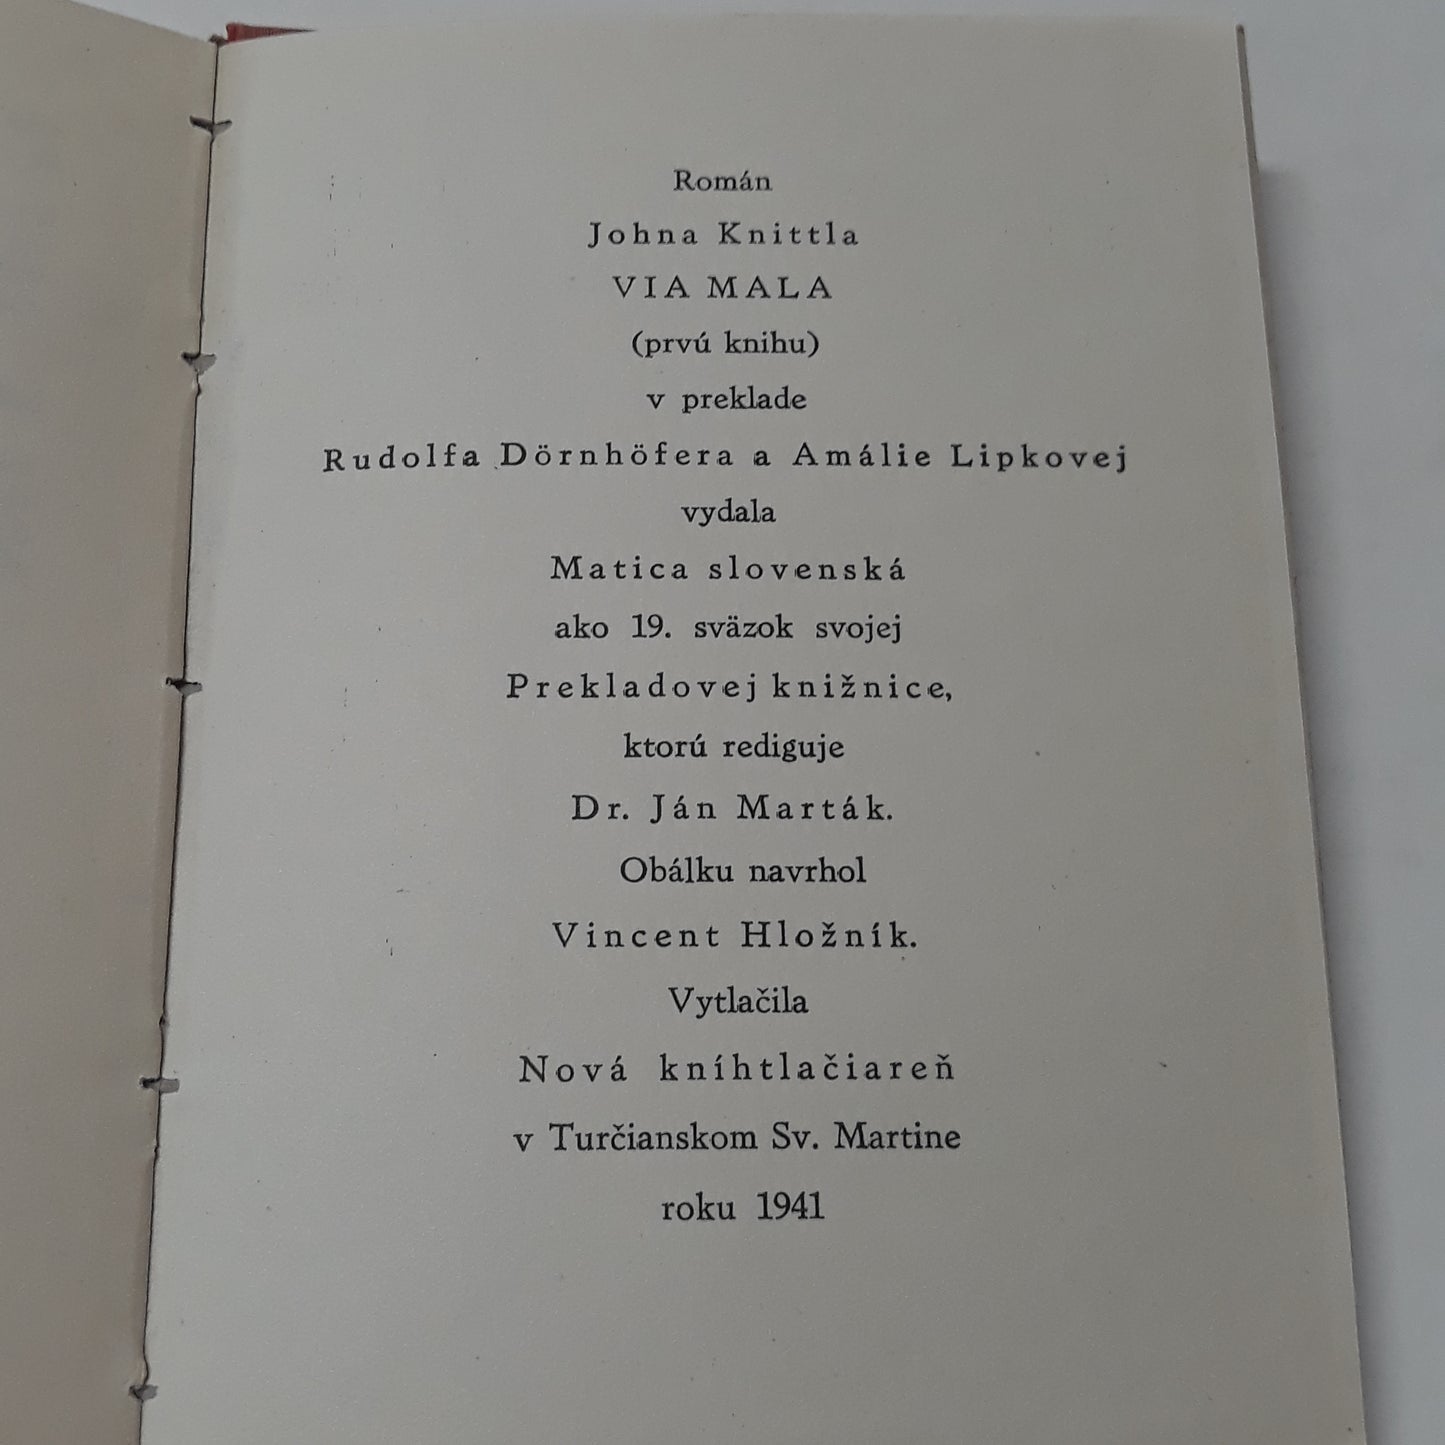 Román
Johna Knittla
VIA MALA
(prvú knihu)
v preklade
Rudolfa Dörnhöfera a Amálie Lipkovej
vydala
Matica slovenská
ako 19. sväzok svojej
Prekladovej knižnice,
ktorú rediguje
Dr. Ján Marták.
Obálku navrhol
Vincent Hložník.
Vytlačila
Nová kníhtlačiareň
v Turčianskom Sv. Martine
roku 1941